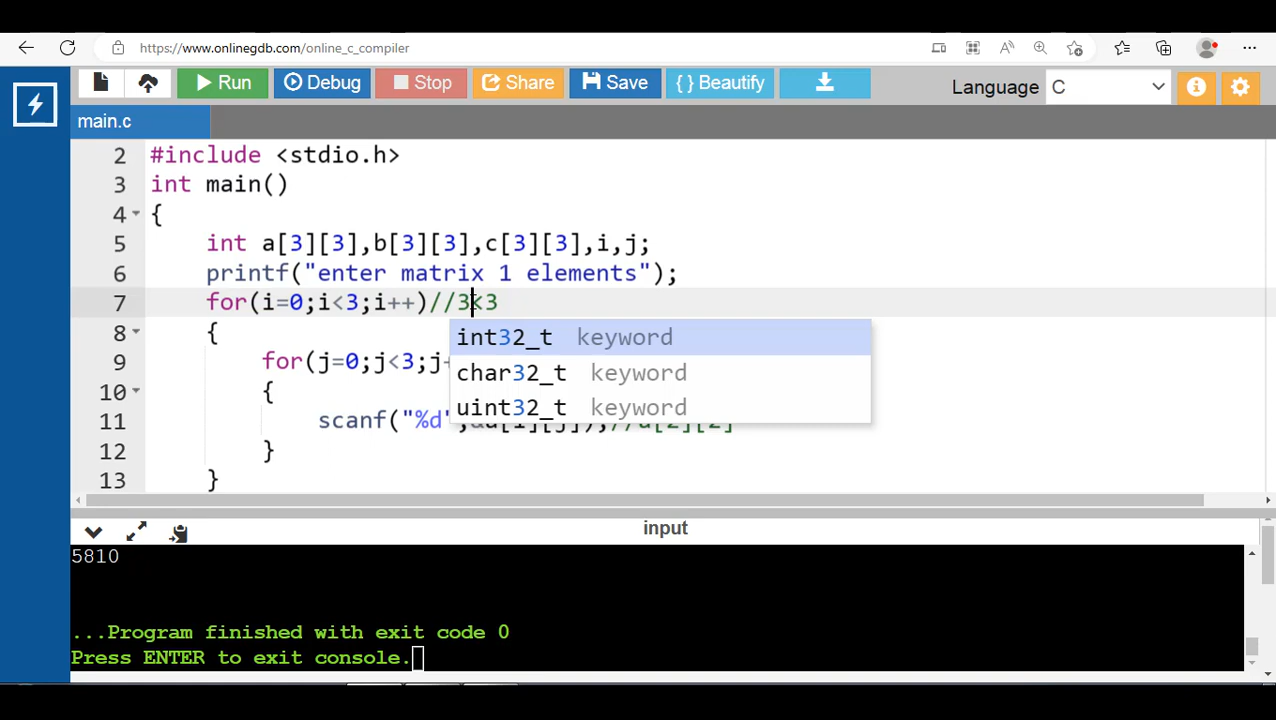 https://www.onlinegdb.com/online_c_compiler
Run Debug Stop Share Save { } Beautify Language C
main.c
2 #include <stdio.h>
3 int main()
4 {
5 int a[3][3],b[3][3],c[3][3],i,j;
6 printf("enter matrix 1 elements");
7 for(i=0;i<3;i++)//3<3
8 {
int32_t keyword
9 for(j=0;j<3;j
char32_t keyword
10 {
uint32_t keyword
11 scanf("%d"
12 }
13 }
input
5810
...Program finished with exit code 0
Press ENTER to exit console.